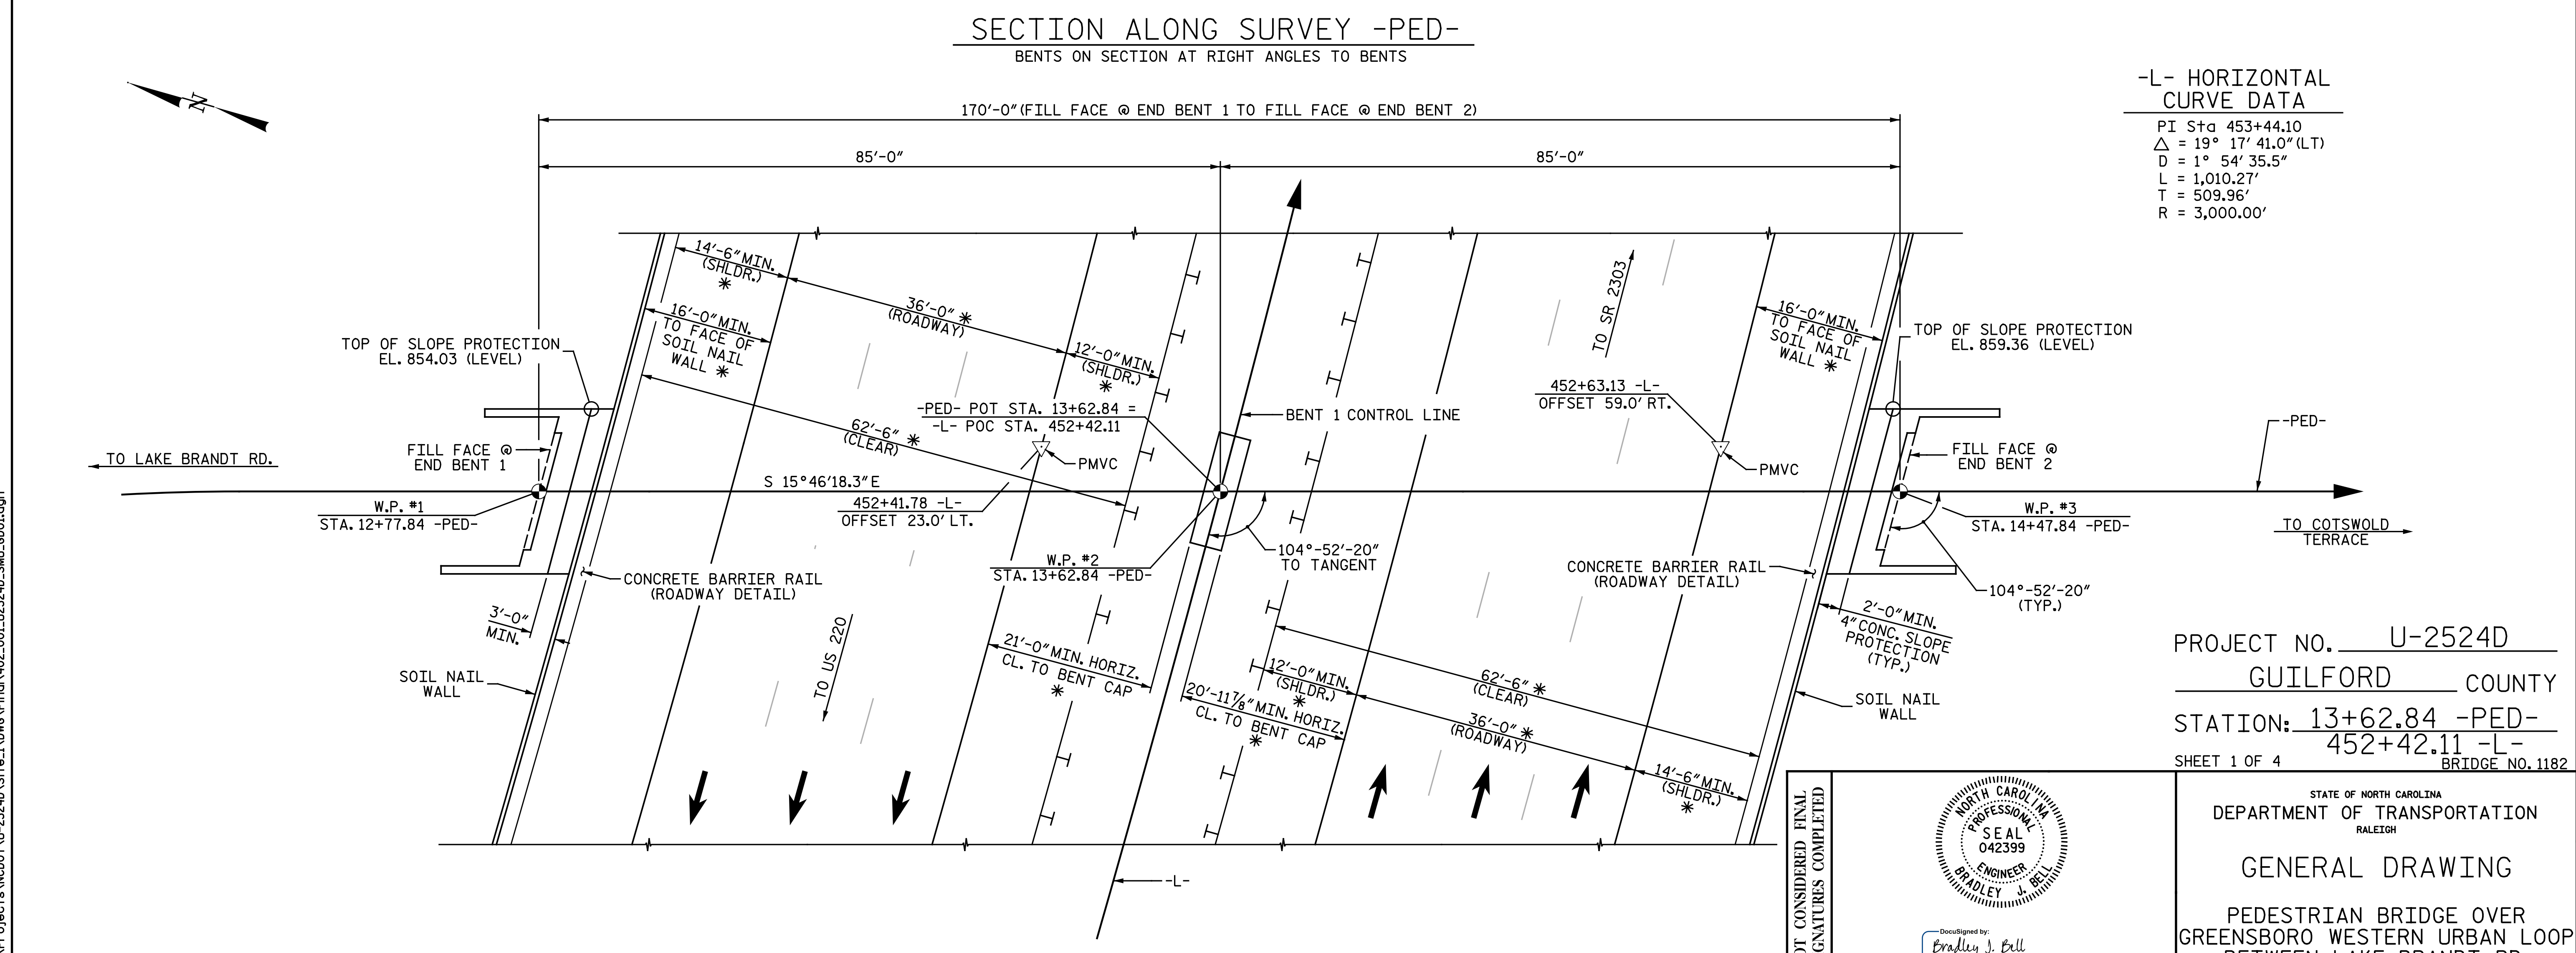 SECTION ALONG SURVEY -PED-
BENTS ON SECTION AT RIGHT ANGLES TO BENTS
N
-L- HORIZONTAL
CURVE DATA
PI Sta 453+44.10
△ = 19° 17' 41.0" (LT)
D = 1° 54' 35.5"
L = 1,010.27'
T = 509.96'
R = 3,000.00'
170'-0" (FILL FACE @ END BENT 1 TO FILL FACE @ END BENT 2)
85'-0"
85'-0"
14'-6" MIN.
(SHLDR.)
*
36'-0" *
(ROADWAY)
12'-0" MIN.
(SHLDR.)
*
16'-0" MIN.
TO FACE OF
SOIL NAIL
WALL *
62'-6" *
(CLEAR)
TOP OF SLOPE PROTECTION
EL. 854.03 (LEVEL)
-PED- POT STA. 13+62.84 =
-L- POC STA. 452+42.11
BENT 1 CONTROL LINE
TO SR 2303
452+63.13 -L-
OFFSET 59.0' RT.
16'-0" MIN.
TO FACE OF
SOIL NAIL
WALL *
TOP OF SLOPE PROTECTION
EL. 859.36 (LEVEL)
-PED-
FILL FACE @
END BENT 1
TO LAKE BRANDT RD.
PMVC
PMVC
FILL FACE @
END BENT 2
S 15°46'18.3"E
W.P. #1
STA. 12+77.84 -PED-
452+41.78 -L-
OFFSET 23.0' LT.
W.P. #3
STA. 14+47.84 -PED-
TO COTSWOLD
TERRACE
W.P. #2
STA. 13+62.84 -PED-
104°-52'-20"
TO TANGENT
CONCRETE BARRIER RAIL
(ROADWAY DETAIL)
CONCRETE BARRIER RAIL
(ROADWAY DETAIL)
104°-52'-20"
(TYP.)
3'-0"
MIN.
2'-0" MIN.
4" CONC. SLOPE
PROTECTION
(TYP.)
TO US 220
21'-0" MIN. HORIZ.
CL. TO BENT CAP
*
20'-11⅞" MIN. HORIZ.
CL. TO BENT CAP
*
12'-0" MIN.
(SHLDR.)
*
62'-6" *
(CLEAR)
36'-0" *
(ROADWAY)
14'-6" MIN.
(SHLDR.)
*
SOIL NAIL
WALL
SOIL NAIL
WALL
-L-
PROJECT NO. U-2524D
GUILFORD COUNTY
STATION: 13+62.84 -PED-
452+42.11 -L-
SHEET 1 OF 4
BRIDGE NO. 1182
CONSIDERED FINAL
COMPLETED
NORTH CAROLINA
PROFESSIONAL
SEAL
042399
ENGINEER
BRADLEY J. BELL
DocuSigned by:
Bradley J. Bell
STATE OF NORTH CAROLINA
DEPARTMENT OF TRANSPORTATION
RALEIGH
GENERAL DRAWING
PEDESTRIAN BRIDGE OVER
GREENSBORO WESTERN URBAN LOOP
BETWEEN LAKE BRANDT RD